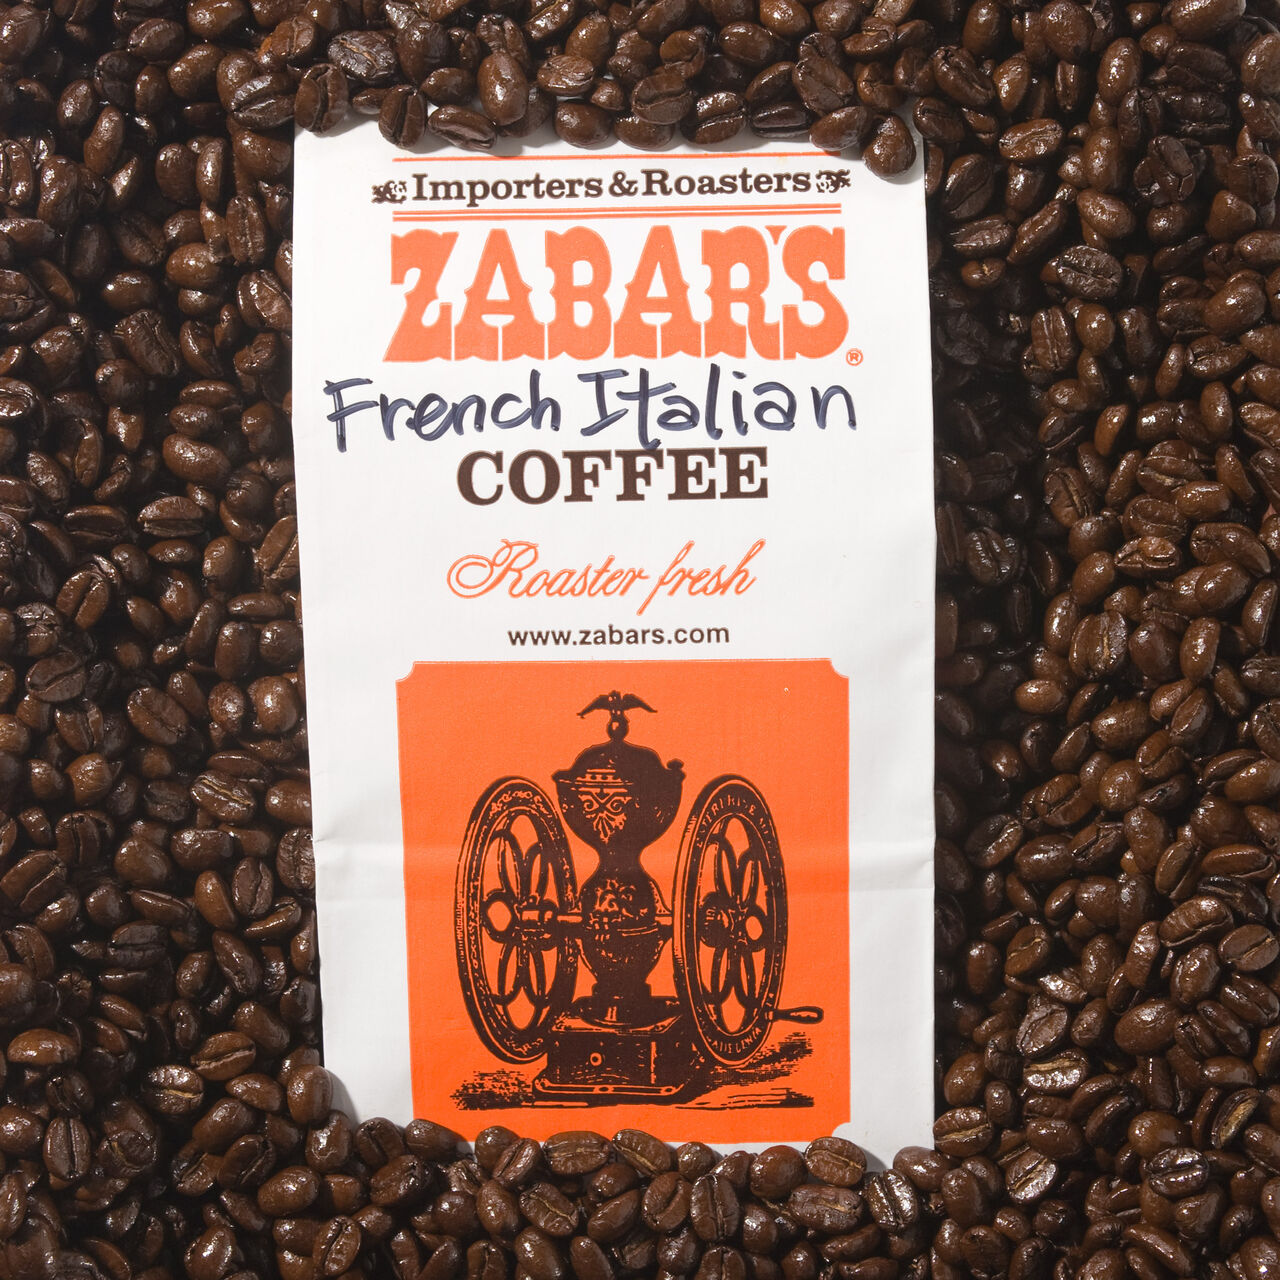 Importers & Roasters
ZABAR'S®
French Italian
COFFEE
Roaster fresh
www.zabars.com